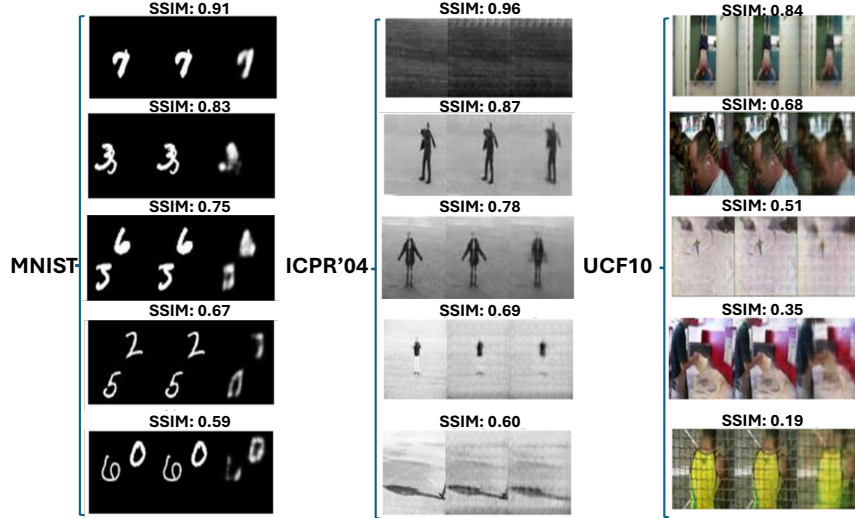 SSIM: 0.91
SSIM: 0.83
SSIM: 0.75
MNIST
SSIM: 0.67
SSIM: 0.59
SSIM: 0.96
SSIM: 0.87
SSIM: 0.78
ICPR'04
SSIM: 0.69
SSIM: 0.60
SSIM: 0.84
SSIM: 0.68
SSIM: 0.51
UCF10
SSIM: 0.35
SSIM: 0.19